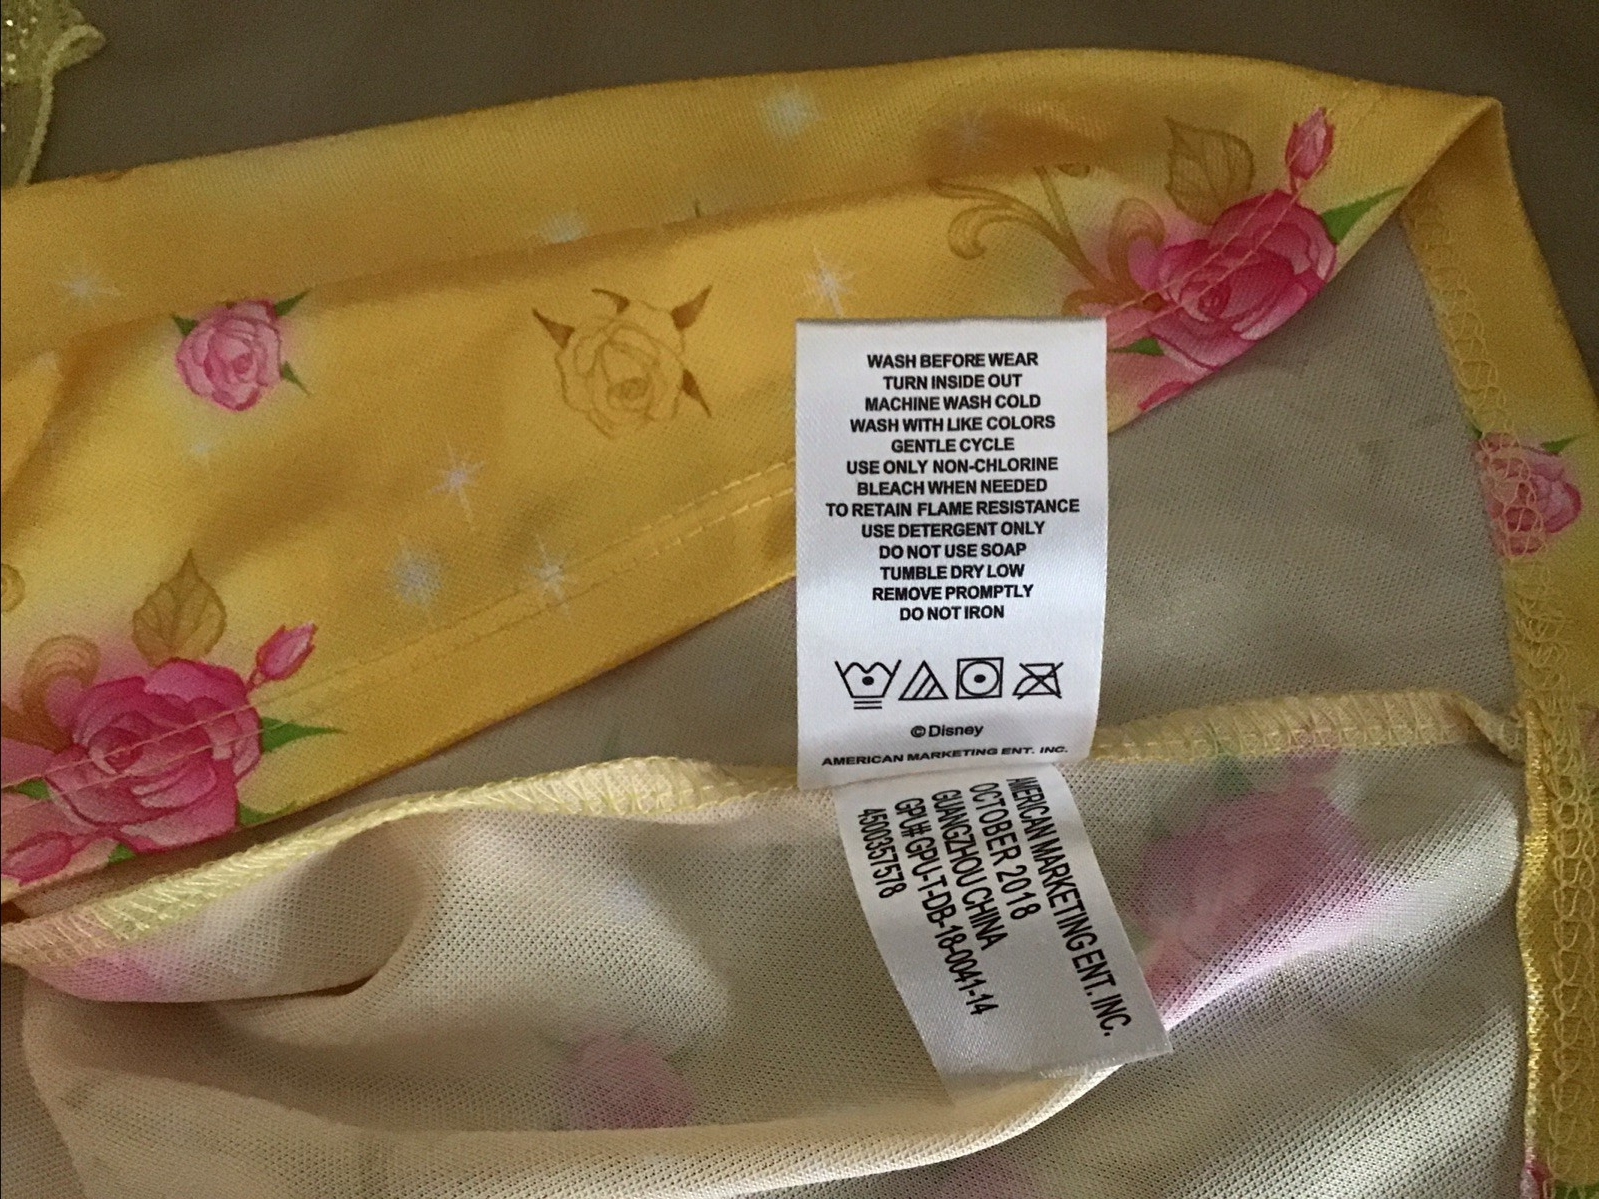 WASH BEFORE WEAR
TURN INSIDE OUT
MACHINE WASH COLD
WASH WITH LIKE COLORS
GENTLE CYCLE
USE ONLY NON-CHLORINE
BLEACH WHEN NEEDED
TO RETAIN FLAME RESISTANCE
USE DETERGENT ONLY
DO NOT USE SOAP
TUMBLE DRY LOW
REMOVE PROMPTLY
DO NOT IRON
©Disney
AMERICAN MARKETING ENT. INC.
AMERICAN MARKETING ENT. INC.
OCTOBER 2018
GUANGZHOU CHINA
GPU# GPU-T-DB-18-0041-14
4500357578